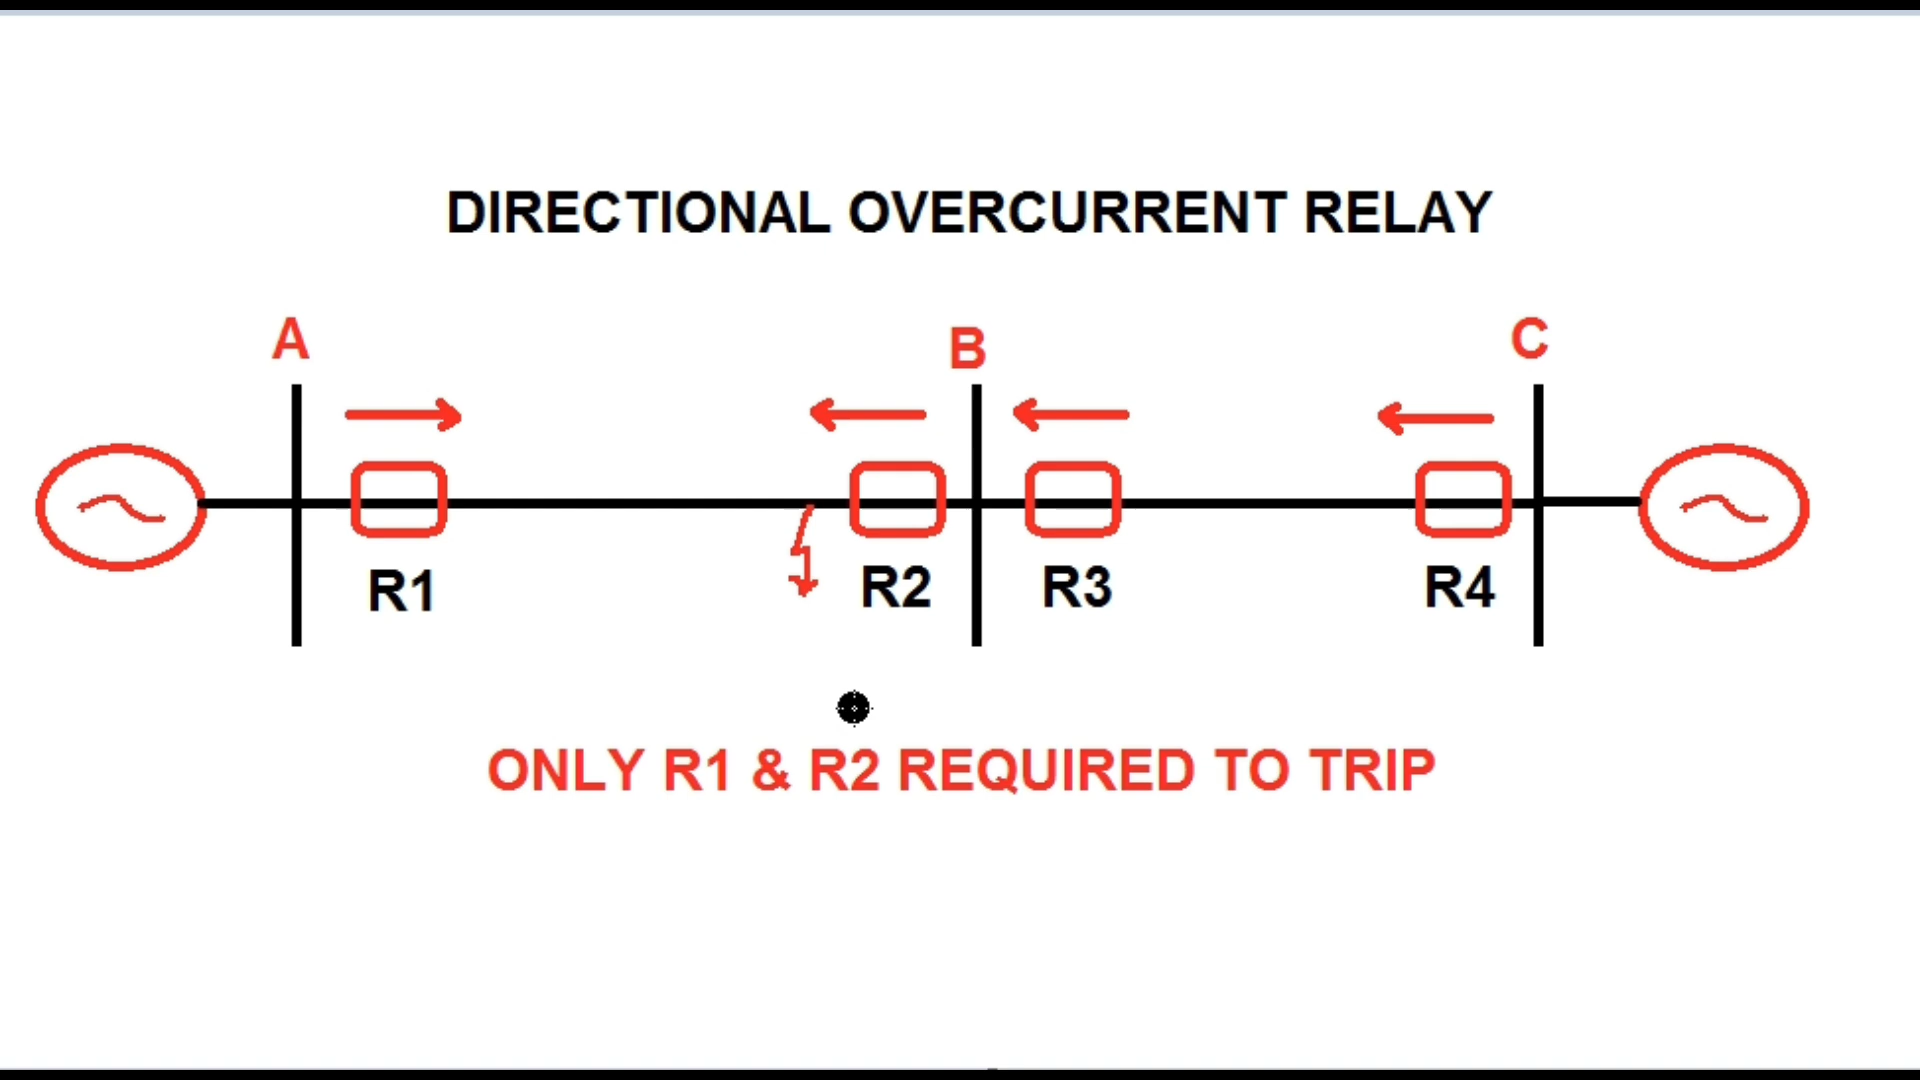 DIRECTIONAL OVERCURRENT RELAY
A B C
R1 R2 R3 R4
ONLY R1 & R2 REQUIRED TO TRIP